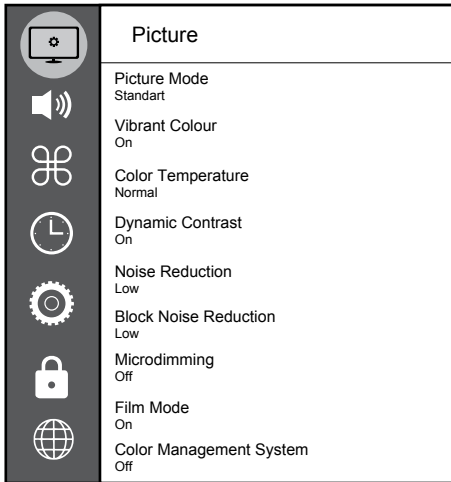 Picture
Picture Mode
Standart
Vibrant Colour
On
Color Temperature
Normal
Dynamic Contrast
On
Noise Reduction
Low
Block Noise Reduction
Low
Microdimming
Off
Film Mode
On
Color Management System
Off